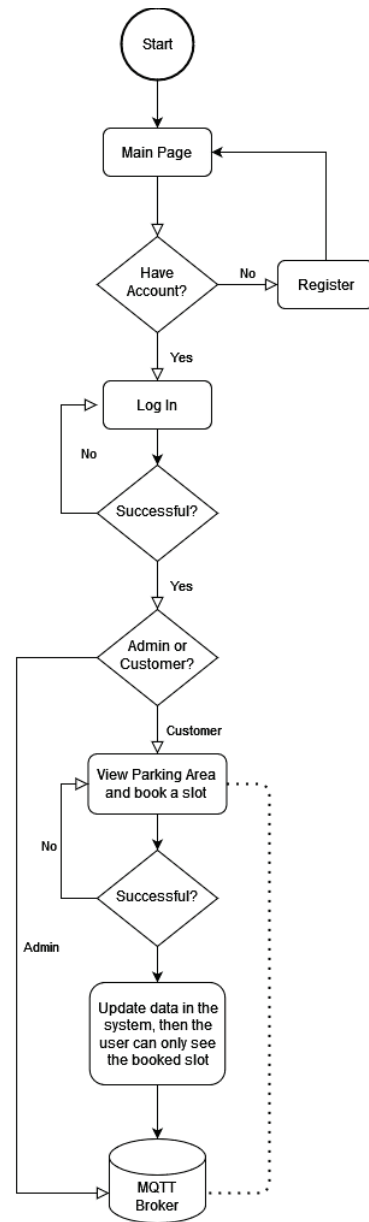 Start
Main Page
Have
Account?
No
Register
Yes
Log In
No
Successful?
Yes
Admin or
Customer?
Customer
View Parking Area
and book a slot
No
Successful?
Admin
Update data in the
system, then the
user can only see
the booked slot
MQTT
Broker